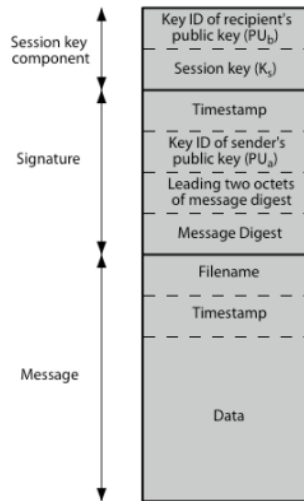 Session key
component
Key ID of recipient's
public key (PUb)
Session key (Ks)
Signature
Timestamp
Key ID of sender's
public key (PUa)
Leading two octets
of message digest
Message Digest
Message
Filename
Timestamp
Data